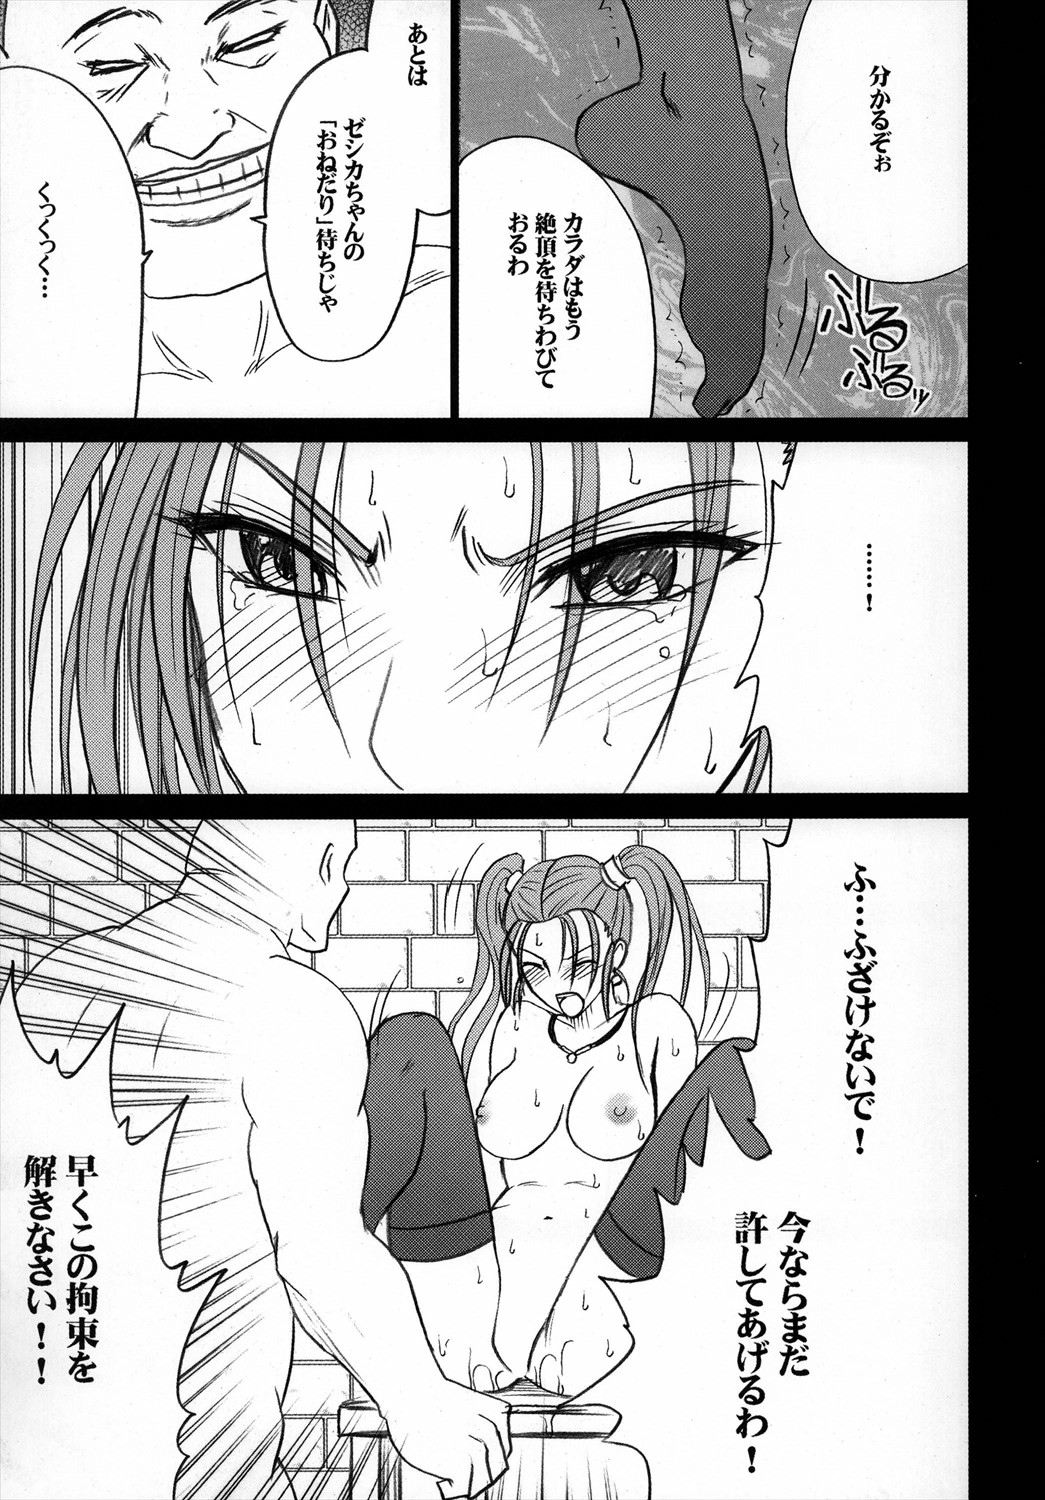 分かるぞぉ
カラダはもう
絶頂を待ちわびて
おるわ
ぶるぶるッ
あとは
ゼシカちゃんの
「おねだり」待ちじゃ
くっくっく…
……！
ふ…ふざけないで！
今ならまだ
許してあげるわ！
早くこの拘束を
解きなさい！！